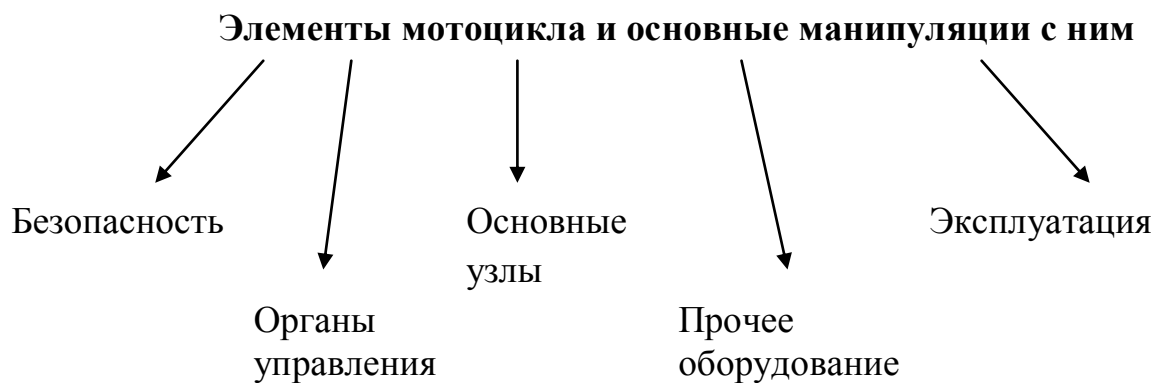 Элементы мотоцикла и основные манипуляции с ним
Безопасность
Органы
управления
Основные
узлы
Прочее
оборудование
Эксплуатация